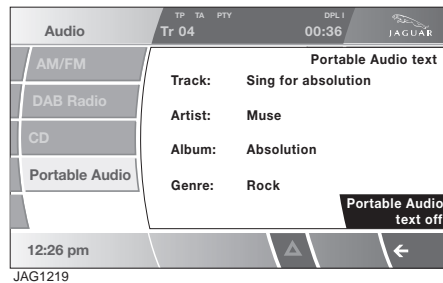 Audio
TP TA PTY
Tr 04
DPL I
00:36
JAGUAR
AM/FM
DAB Radio
CD
Portable Audio
Portable Audio text
Track: Sing for absolution
Artist: Muse
Album: Absolution
Genre: Rock
Portable Audio
text off
12:26 pm
JAG1219